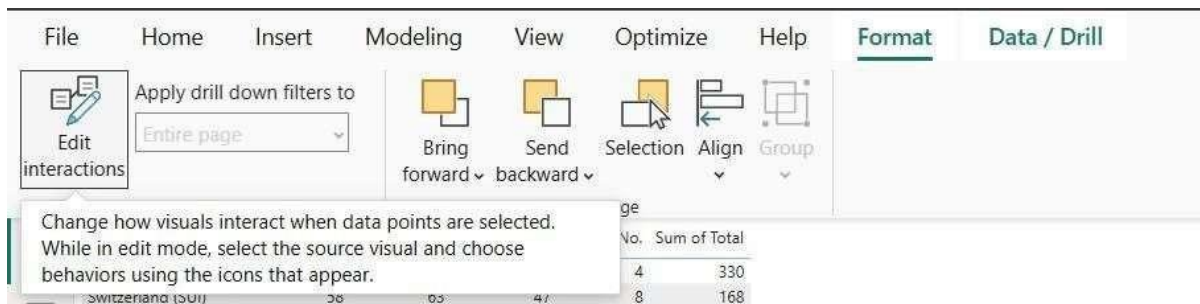 File Home Insert Modeling View Optimize Help Format Data / Drill
Edit interactions
Apply drill down filters to
Entire page
Bring forward
Send backward
Selection
Align
Group
Change how visuals interact when data points are selected.
While in edit mode, select the source visual and choose
behaviors using the icons that appear.
ge
No. Sum of Total
4 330
Switzerland (SUI) 58 63 47 8 168